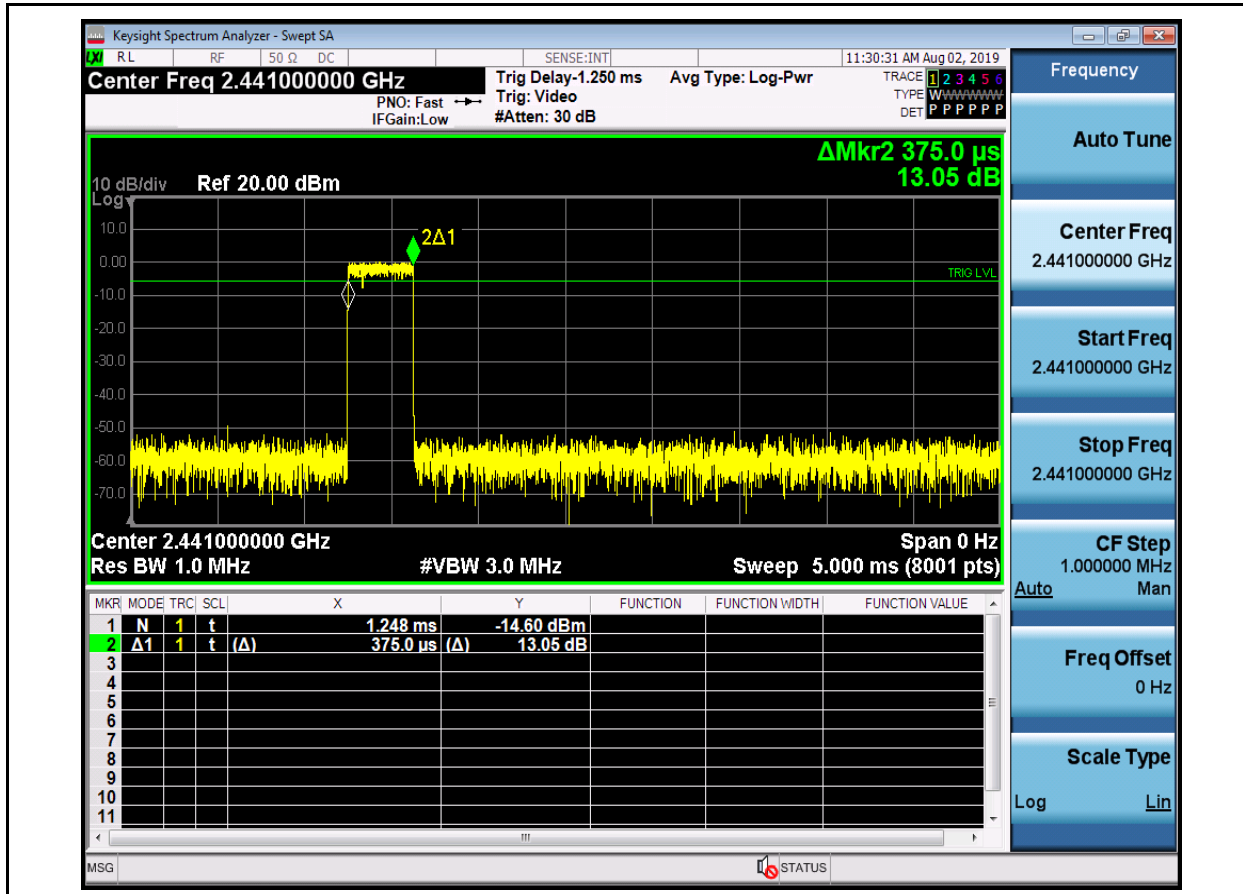 Keysight Spectrum Analyzer - Swept SA
LXI RL RF 50 Ω DC SENSE:INT 11:30:31 AM Aug 02, 2019
Center Freq 2.441000000 GHz
PNO: Fast
IFGain:Low
Trig Delay-1.250 ms
Trig: Video
#Atten: 30 dB
Avg Type: Log-Pwr
TRACE 1 2 3 4 5 6
TYPE WWWWWW
DET P P P P P P
ΔMkr2 375.0 µs
13.05 dB
10 dB/div Ref 20.00 dBm
Log
10.0
0.00
-10.0
-20.0
-30.0
-40.0
-50.0
-60.0
-70.0
2Δ1
TRIG LVL
Center 2.441000000 GHz Span 0 Hz
Res BW 1.0 MHz #VBW 3.0 MHz Sweep 5.000 ms (8001 pts)
MKR MODE TRC SCL X Y FUNCTION FUNCTION WIDTH FUNCTION VALUE
1 N 1 t 1.248 ms -14.60 dBm
2 Δ1 1 t (Δ) 375.0 µs (Δ) 13.05 dB
3
4
5
6
7
8
9
10
11
MSG STATUS
Frequency
Auto Tune
Center Freq
2.441000000 GHz
Start Freq
2.441000000 GHz
Stop Freq
2.441000000 GHz
CF Step
1.000000 MHz
Auto Man
Freq Offset
0 Hz
Scale Type
Log Lin